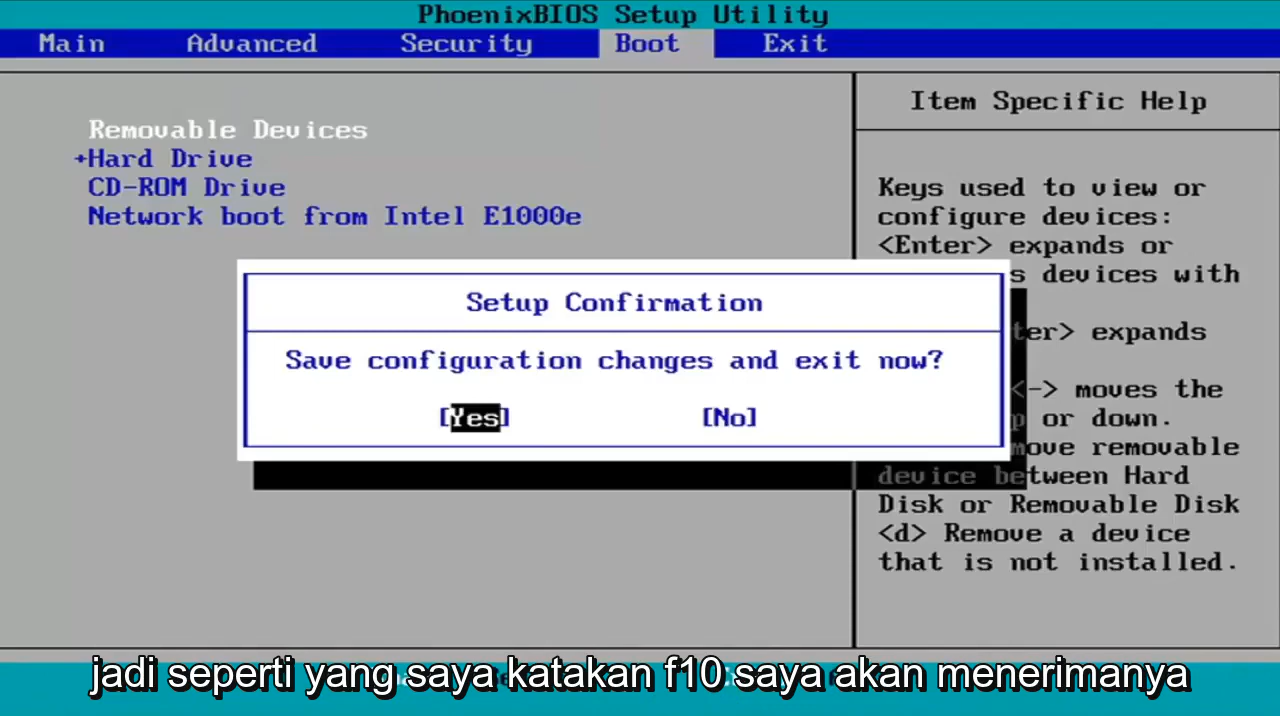 PhoenixBIOS Setup Utility
Main Advanced Security Boot Exit
Item Specific Help
Removable Devices
+Hard Drive
CD-ROM Drive
Network boot from Intel E1000e
Keys used to view or
configure devices:
<Enter> expands or
devices with
expands
<-> moves the
or down.
removable
device between Hard
Disk or Removable Disk
<d> Remove a device
that is not installed.
Setup Confirmation
Save configuration changes and exit now?
[Yes] [No]
jadi seperti yang saya katakan f10 saya akan menerimanya